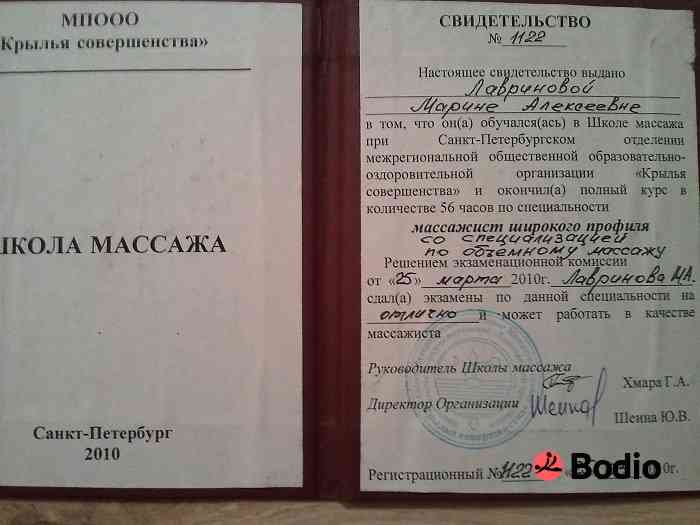 МПООО
Крылья совершенства»
ШКОЛА МАССАЖА
Санкт-Петербург
2010
СВИДЕТЕЛЬСТВО
№ 1122
Настоящее свидетельство выдано
Лавриновой
Марине Алексеевне
в том, что он(а) обучался(ась) в Школе массажа
при Санкт-Петербургском отделении
межрегиональной общественной образовательно-
оздоровительной организации «Крылья
совершенства» и окончил(а) полный курс в
количестве 56 часов по специальности
массажист широкого профиля
со специализацией
по объемному массажу
Решением экзаменационной комиссии
от «25» марта 2010г. Лавринова М.А.
сдал(а) экзамены по данной специальности на
отлично и может работать в качестве
массажиста
Руководитель Школы массажа
Хмара Г.А.
Директор Организации
Шеина Ю.В.
Регистрационный №1122
Bodio